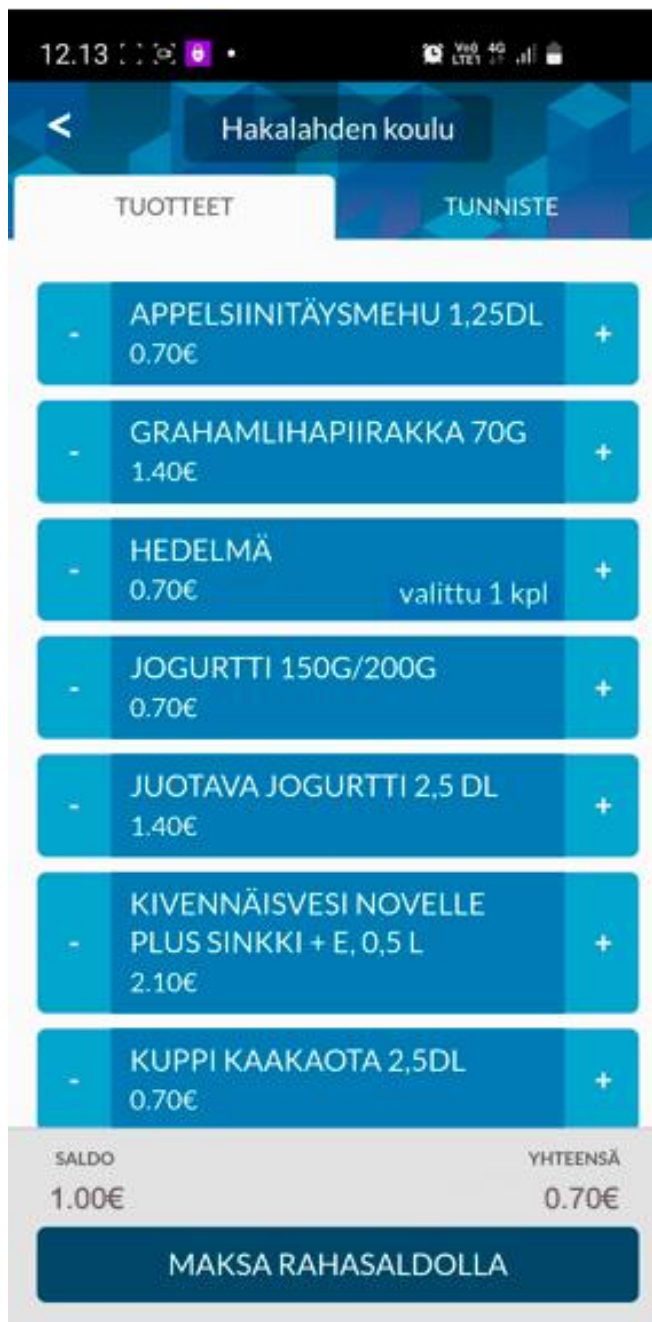 12.13
Hakalahden koulu
TUOTTEET
TUNNISTE
- APPELSIINITÄYSMEHU 1,25DL +
0.70€
- GRAHAMLIHAPIIRAKKA 70G +
1.40€
- HEDELMÄ +
0.70€ valittu 1 kpl
- JOGURTTI 150G/200G +
0.70€
- JUOTAVA JOGURTTI 2,5 DL +
1.40€
KIVENNÄISVESI NOVELLE
- PLUS SINKKI + E, 0,5 L +
2.10€
- KUPPI KAAKAOTA 2,5DL +
0.70€
SALDO YHTEENSÄ
1.00€ 0.70€
MAKSA RAHASALDOLLA